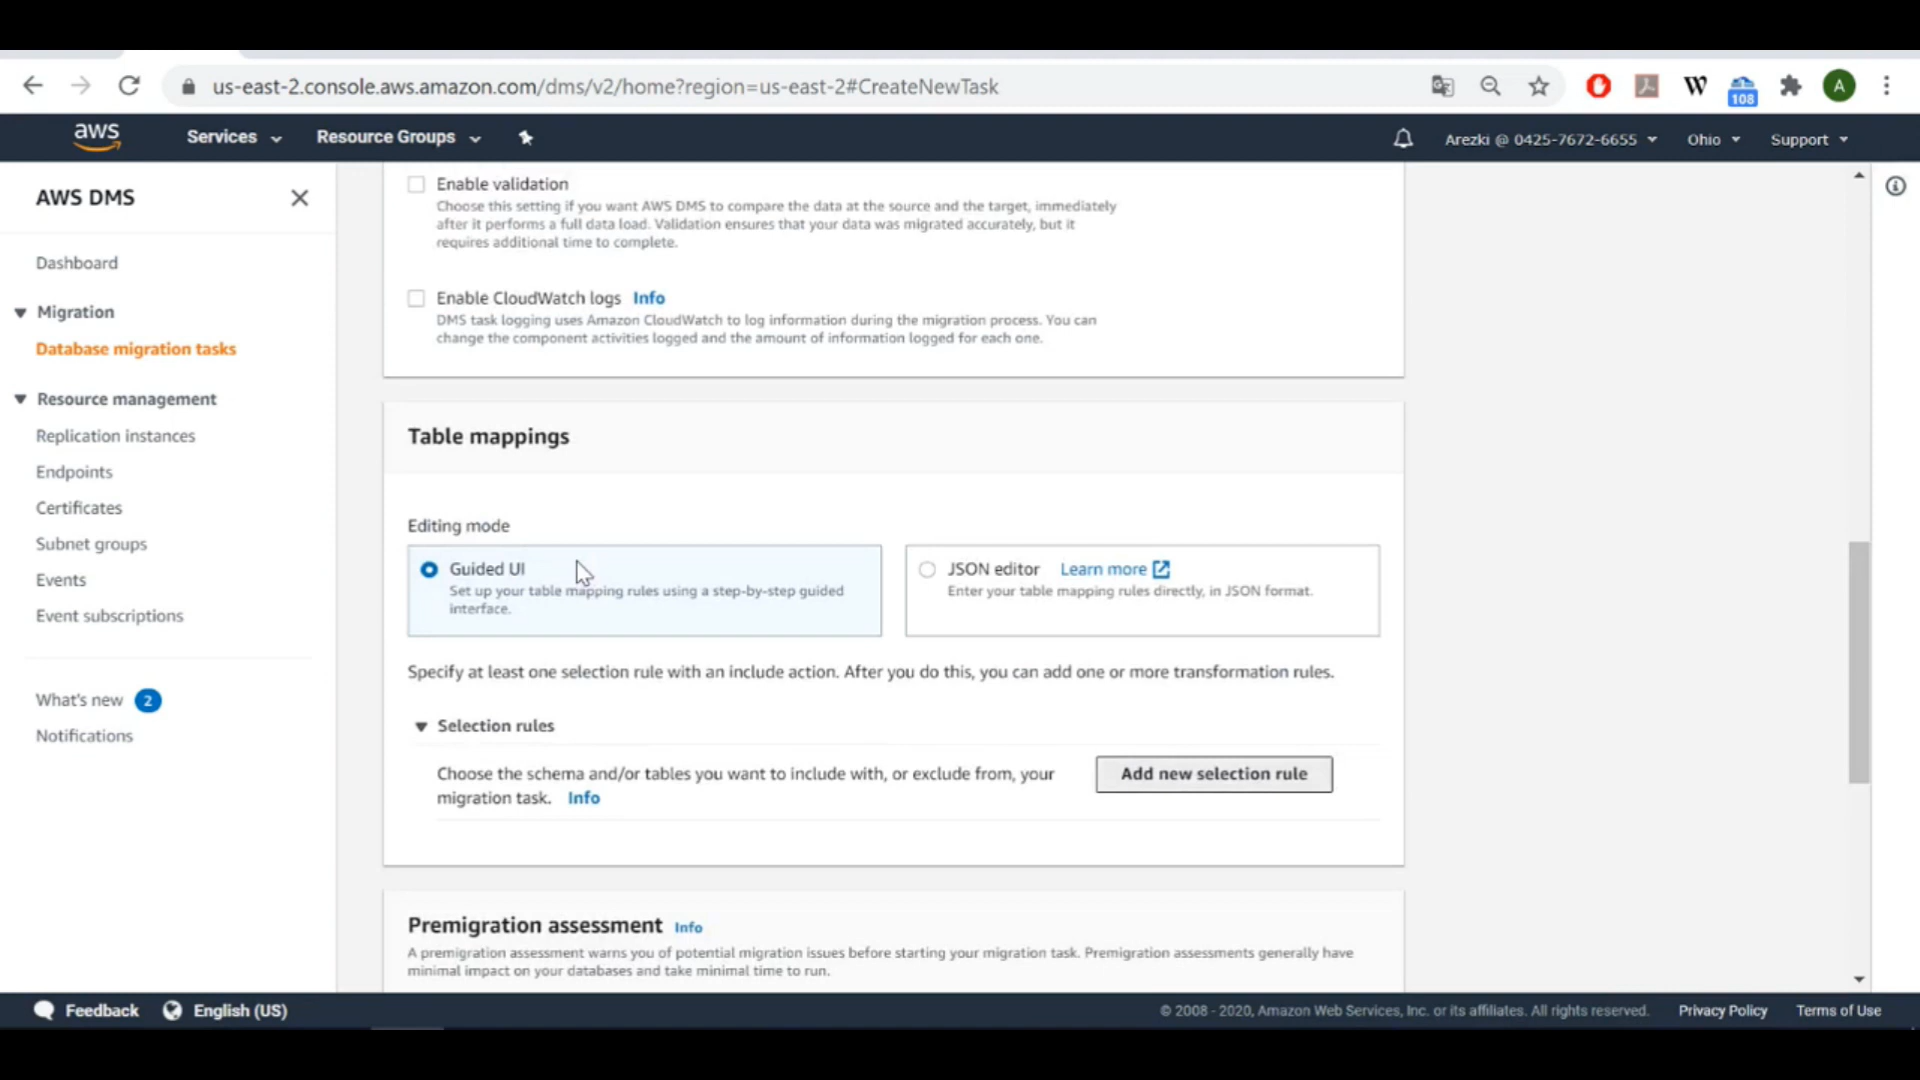 us-east-2.console.aws.amazon.com/dms/v2/home?region=us-east-2#CreateNewTask
W
108
A
aws
Services
Resource Groups
Arezki @ 0425-7672-6655
Ohio
Support
AWS DMS
Dashboard
Migration
Database migration tasks
Resource management
Replication instances
Endpoints
Certificates
Subnet groups
Events
Event subscriptions
What's new 2
Notifications
Enable validation
Choose this setting if you want AWS DMS to compare the data at the source and the target, immediately
after it performs a full data load. Validation ensures that your data was migrated accurately, but it
requires additional time to complete.
Enable CloudWatch logs Info
DMS task logging uses Amazon CloudWatch to log information during the migration process. You can
change the component activities logged and the amount of information logged for each one.
Table mappings
Editing mode
Guided UI
Set up your table mapping rules using a step-by-step guided
interface.
JSON editor Learn more
Enter your table mapping rules directly, in JSON format.
Specify at least one selection rule with an include action. After you do this, you can add one or more transformation rules.
Selection rules
Choose the schema and/or tables you want to include with, or exclude from, your
migration task. Info
Add new selection rule
Premigration assessment Info
A premigration assessment warns you of potential migration issues before starting your migration task. Premigration assessments generally have
minimal impact on your databases and take minimal time to run.
Feedback
English (US)
© 2008 - 2020, Amazon Web Services, Inc. or its affiliates. All rights reserved.
Privacy Policy
Terms of Use